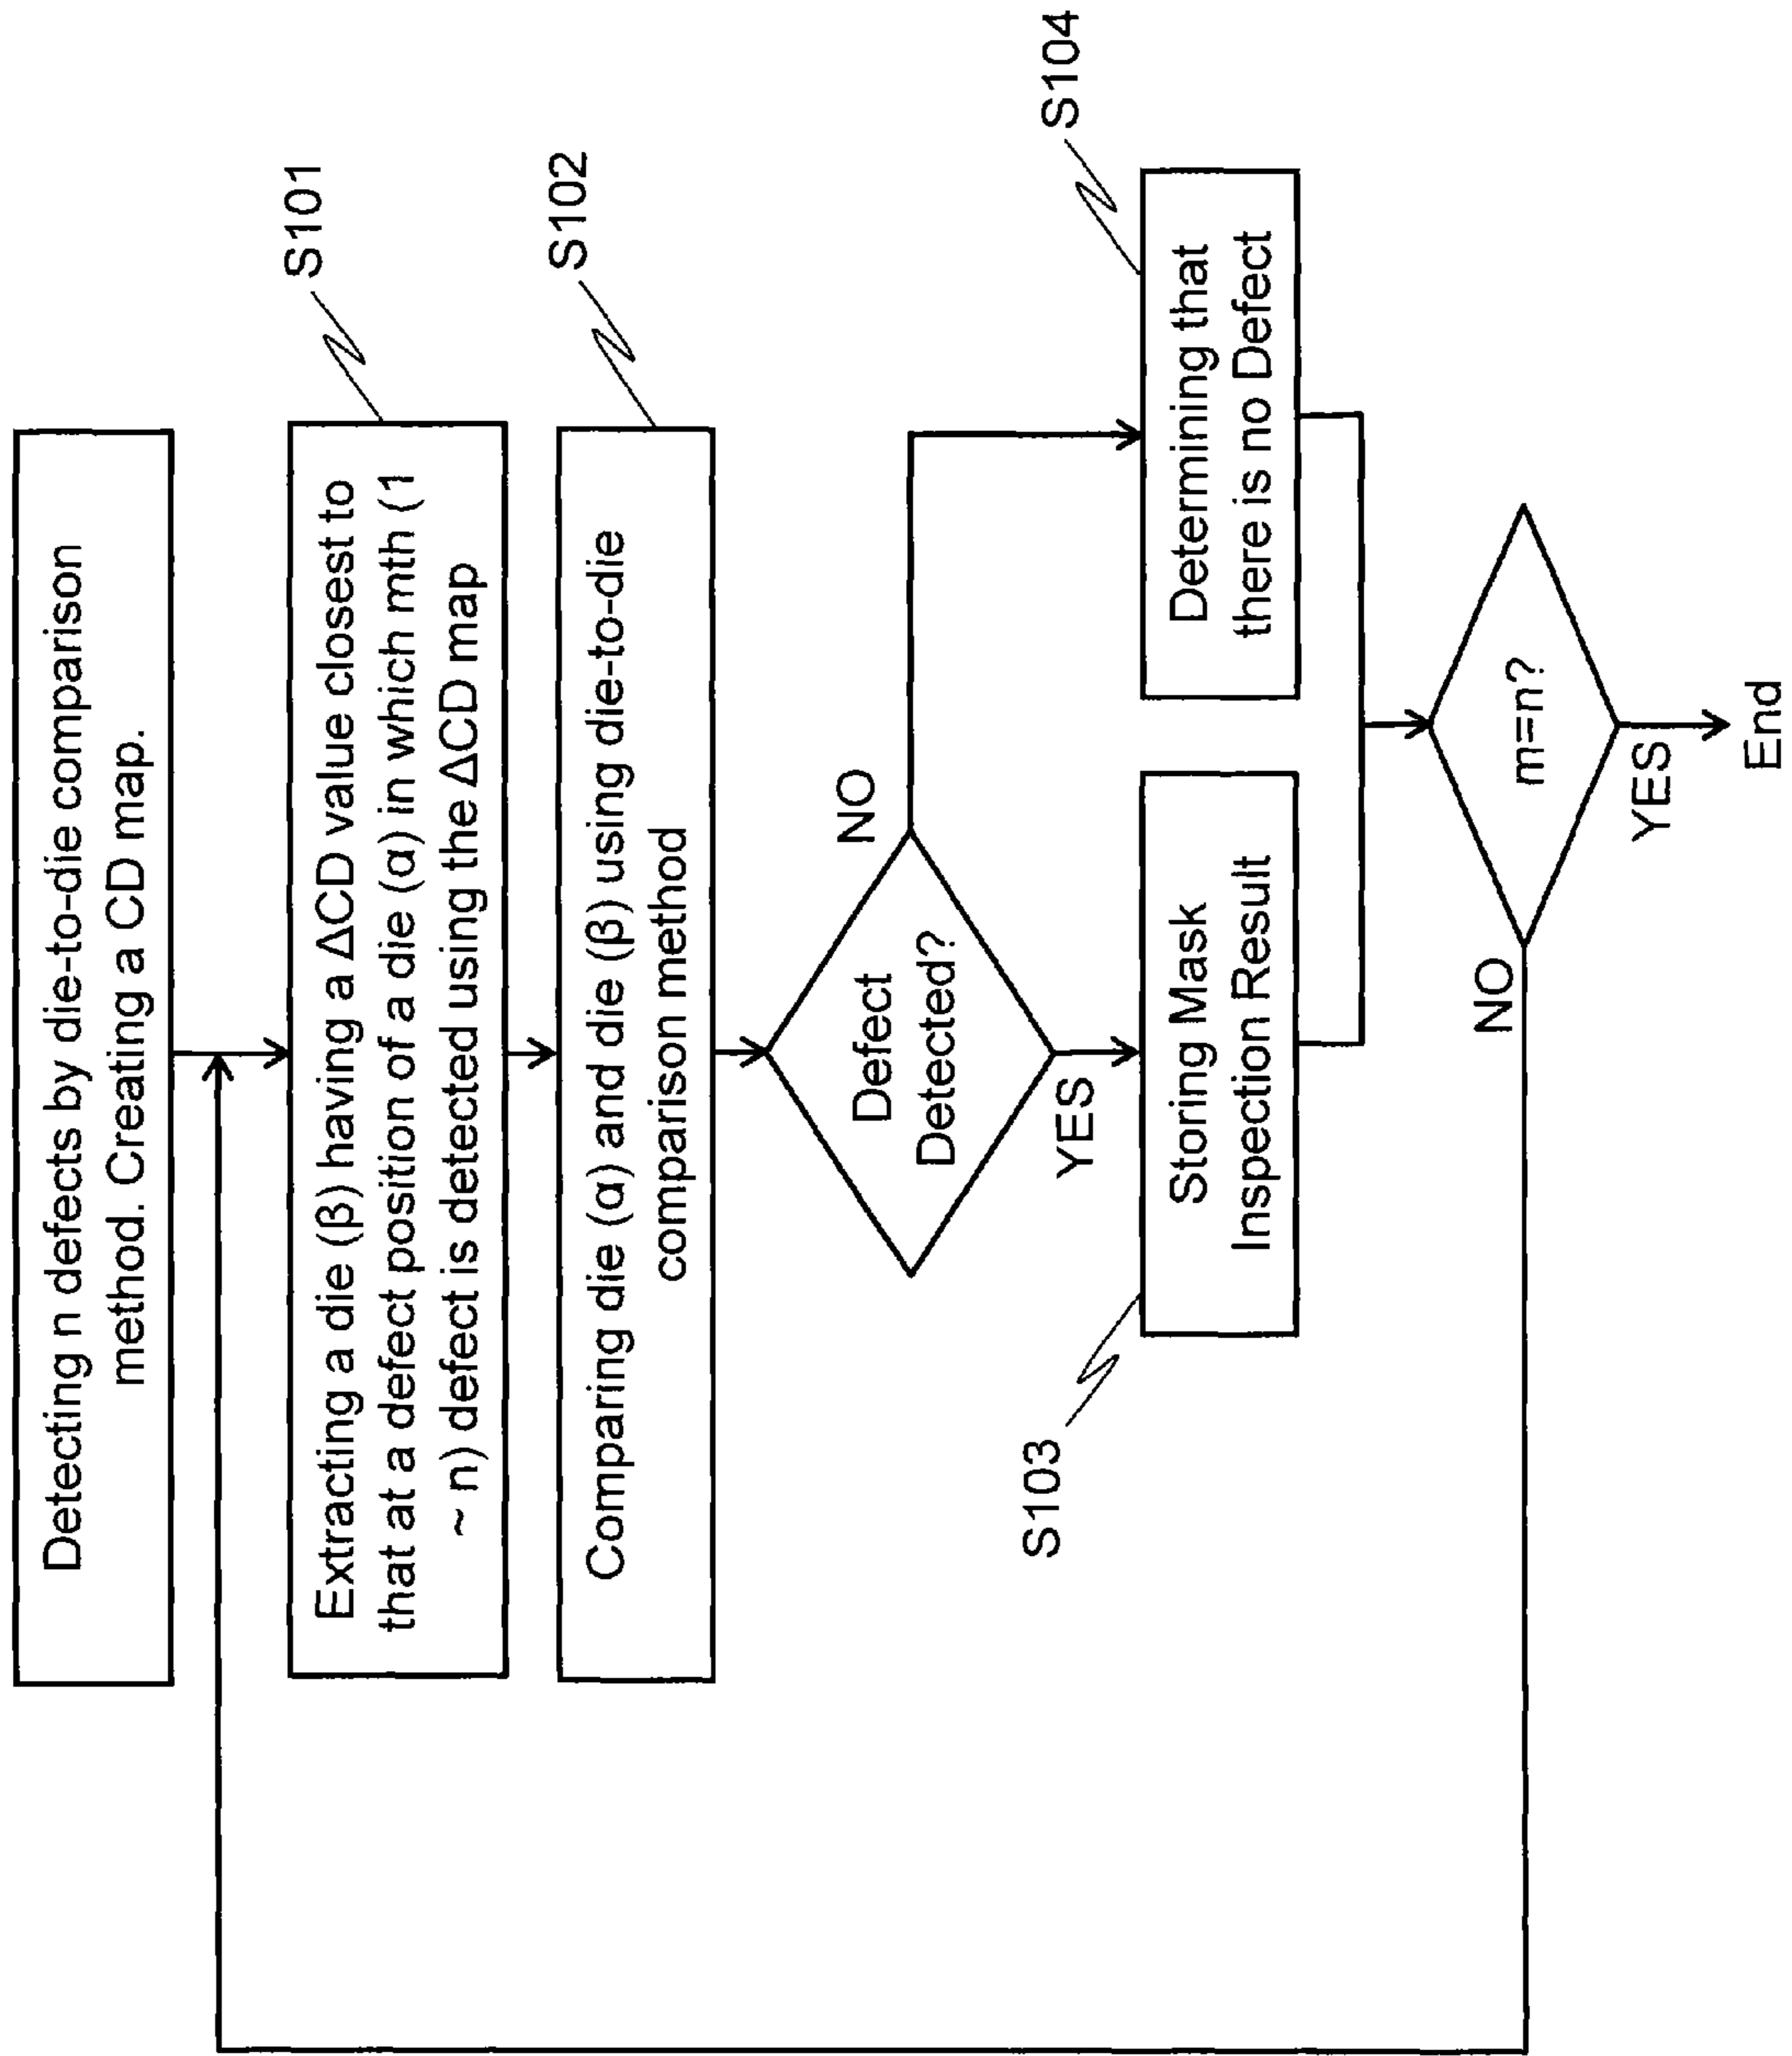 Detecting n defects by die-to-die comparison
method. Creating a CD map.
S101
Extracting a die (β) having a ΔCD value closest to
that at a defect position of a die (α) in which mth (1
~ n) defect is detected using the ΔCD map
S102
Comparing die (α) and die (β) using die-to-die
comparison method
Defect
Detected?
NO
YES
S103
Storing Mask
Inspection Result
S104
Determining that
there is no Defect
m=n?
NO
YES
End